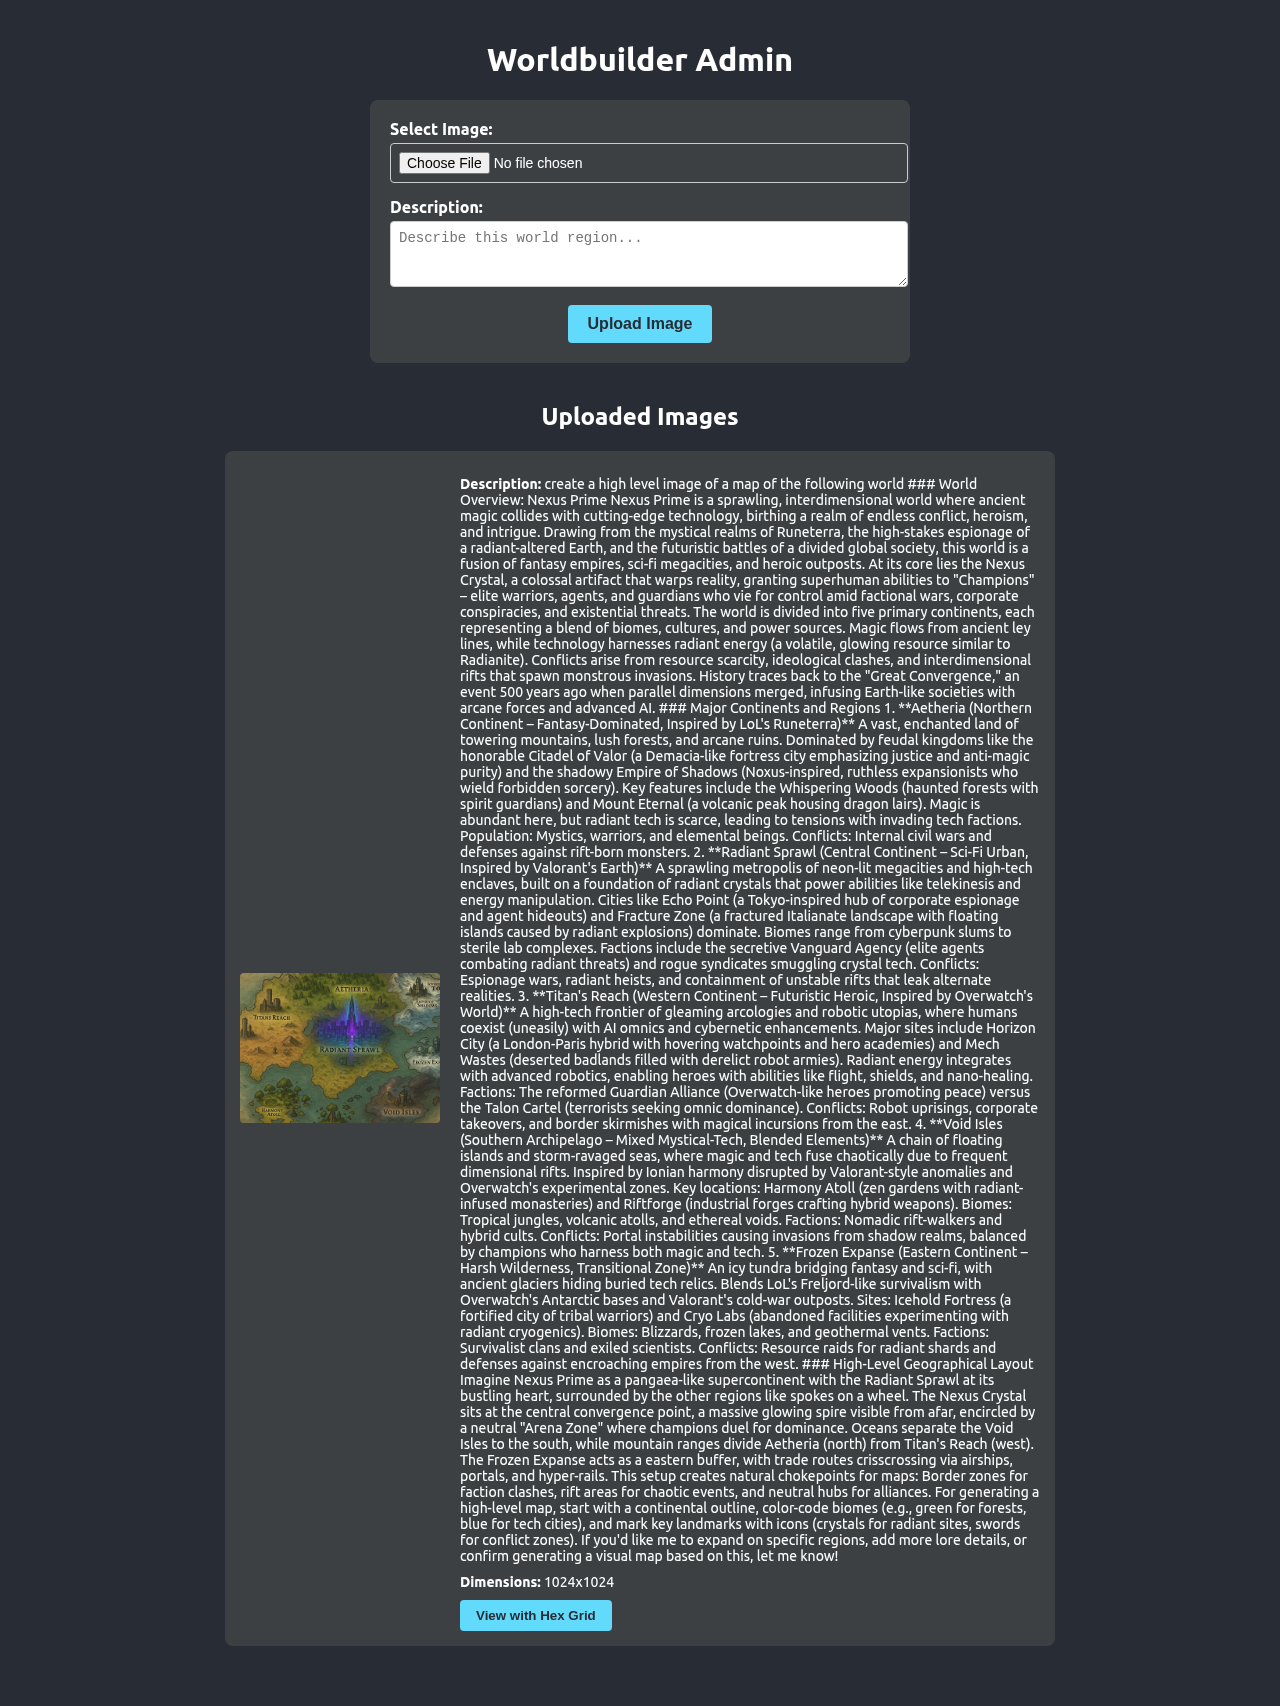 Worldbuilder Admin
Select Image:
Choose File No file chosen
Description:
Describe this world region...
Upload Image
Uploaded Images
AETHERIA
TITANS REACH
RADIANT SPRAWL
VOID ISLES
Description: create a high level image of a map of the following world ### World
Overview: Nexus Prime Nexus Prime is a sprawling, interdimensional world where ancient
magic collides with cutting-edge technology, birthing a realm of endless conflict, heroism,
and intrigue. Drawing from the mystical realms of Runeterra, the high-stakes espionage of
a radiant-altered Earth, and the futuristic battles of a divided global society, this world is a
fusion of fantasy empires, sci-fi megacities, and heroic outposts. At its core lies the Nexus
Crystal, a colossal artifact that warps reality, granting superhuman abilities to "Champions"
– elite warriors, agents, and guardians who vie for control amid factional wars, corporate
conspiracies, and existential threats. The world is divided into five primary continents, each
representing a blend of biomes, cultures, and power sources. Magic flows from ancient ley
lines, while technology harnesses radiant energy (a volatile, glowing resource similar to
Radianite). Conflicts arise from resource scarcity, ideological clashes, and interdimensional
rifts that spawn monstrous invasions. History traces back to the "Great Convergence," an
event 500 years ago when parallel dimensions merged, infusing Earth-like societies with
arcane forces and advanced AI. ### Major Continents and Regions 1. **Aetheria (Northern
Continent – Fantasy-Dominated, Inspired by LoL's Runeterra)** A vast, enchanted land of
towering mountains, lush forests, and arcane ruins. Dominated by feudal kingdoms like the
honorable Citadel of Valor (a Demacia-like fortress city emphasizing justice and anti-magic
purity) and the shadowy Empire of Shadows (Noxus-inspired, ruthless expansionists who
wield forbidden sorcery). Key features include the Whispering Woods (haunted forests with
spirit guardians) and Mount Eternal (a volcanic peak housing dragon lairs). Magic is
abundant here, but radiant tech is scarce, leading to tensions with invading tech factions.
Population: Mystics, warriors, and elemental beings. Conflicts: Internal civil wars and
defenses against rift-born monsters. 2. **Radiant Sprawl (Central Continent – Sci-Fi Urban,
Inspired by Valorant's Earth)** A sprawling metropolis of neon-lit megacities and high-tech
enclaves, built on a foundation of radiant crystals that power abilities like telekinesis and
energy manipulation. Cities like Echo Point (a Tokyo-inspired hub of corporate espionage
and agent hideouts) and Fracture Zone (a fractured Italianate landscape with floating
islands caused by radiant explosions) dominate. Biomes range from cyberpunk slums to
sterile lab complexes. Factions include the secretive Vanguard Agency (elite agents
combating radiant threats) and rogue syndicates smuggling crystal tech. Conflicts:
Espionage wars, radiant heists, and containment of unstable rifts that leak alternate
realities. 3. **Titan's Reach (Western Continent – Futuristic Heroic, Inspired by Overwatch's
World)** A high-tech frontier of gleaming arcologies and robotic utopias, where humans
coexist (uneasily) with AI omnics and cybernetic enhancements. Major sites include Horizon
City (a London-Paris hybrid with hovering watchpoints and hero academies) and Mech
Wastes (deserted badlands filled with derelict robot armies). Radiant energy integrates
with advanced robotics, enabling heroes with abilities like flight, shields, and nano-healing.
Factions: The reformed Guardian Alliance (Overwatch-like heroes promoting peace) versus
the Talon Cartel (terrorists seeking omnic dominance). Conflicts: Robot uprisings, corporate
takeovers, and border skirmishes with magical incursions from the east. 4. **Void Isles
(Southern Archipelago – Mixed Mystical-Tech, Blended Elements)** A chain of floating
islands and storm-ravaged seas, where magic and tech fuse chaotically due to frequent
dimensional rifts. Inspired by Ionian harmony disrupted by Valorant-style anomalies and
Overwatch's experimental zones. Key locations: Harmony Atoll (zen gardens with radiant-
infused monasteries) and Riftforge (industrial forges crafting hybrid weapons). Biomes:
Tropical jungles, volcanic atolls, and ethereal voids. Factions: Nomadic rift-walkers and
hybrid cults. Conflicts: Portal instabilities causing invasions from shadow realms, balanced
by champions who harness both magic and tech. 5. **Frozen Expanse (Eastern Continent –
Harsh Wilderness, Transitional Zone)** An icy tundra bridging fantasy and sci-fi, with
ancient glaciers hiding buried tech relics. Blends LoL's Freljord-like survivalism with
Overwatch's Antarctic bases and Valorant's cold-war outposts. Sites: Icehold Fortress (a
fortified city of tribal warriors) and Cryo Labs (abandoned facilities experimenting with
radiant cryogenics). Biomes: Blizzards, frozen lakes, and geothermal vents. Factions:
Survivalist clans and exiled scientists. Conflicts: Resource raids for radiant shards and
defenses against encroaching empires from the west. ### High-Level Geographical Layout
Imagine Nexus Prime as a pangaea-like supercontinent with the Radiant Sprawl at its
bustling heart, surrounded by the other regions like spokes on a wheel. The Nexus Crystal
sits at the central convergence point, a massive glowing spire visible from afar, encircled by
a neutral "Arena Zone" where champions duel for dominance. Oceans separate the Void
Isles to the south, while mountain ranges divide Aetheria (north) from Titan's Reach (west).
The Frozen Expanse acts as a eastern buffer, with trade routes crisscrossing via airships,
portals, and hyper-rails. This setup creates natural chokepoints for maps: Border zones for
faction clashes, rift areas for chaotic events, and neutral hubs for alliances. For generating a
high-level map, start with a continental outline, color-code biomes (e.g., green for forests,
blue for tech cities), and mark key landmarks with icons (crystals for radiant sites, swords
for conflict zones). If you'd like me to expand on specific regions, add more lore details, or
confirm generating a visual map based on this, let me know!
Dimensions: 1024x1024
View with Hex Grid